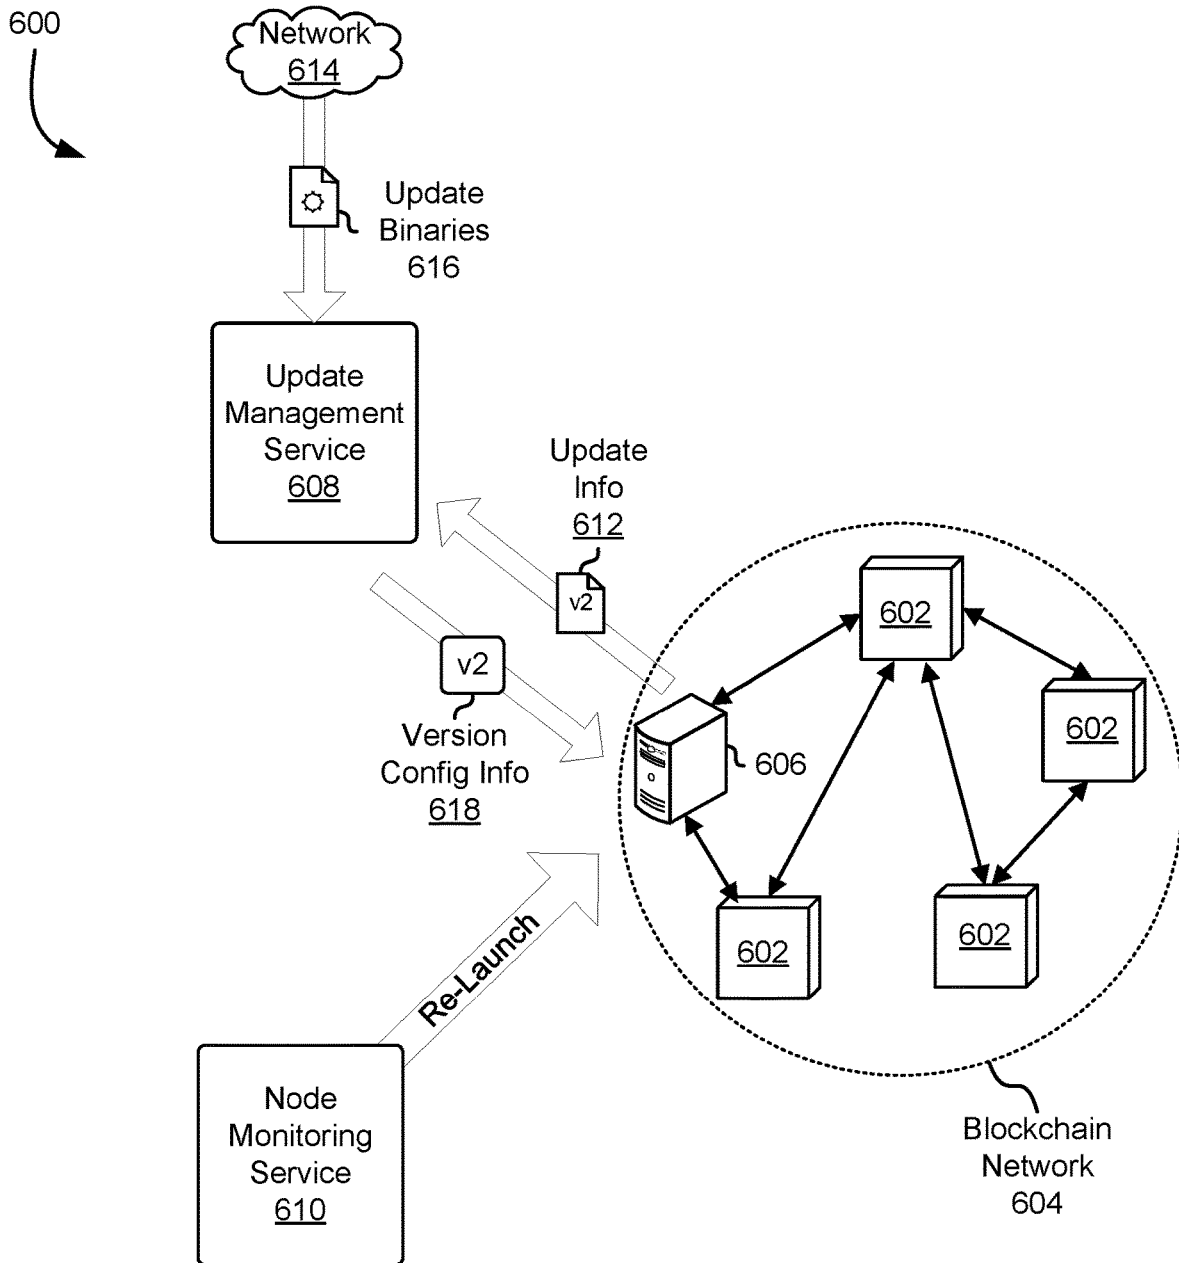 600
Network
614
Update
Binaries
616
Update
Management
Service
608
Update
Info
612
v2
v2
Version
Config Info
618
602
602
606
602
602
Re-Launch
Node
Monitoring
Service
610
Blockchain
Network
604